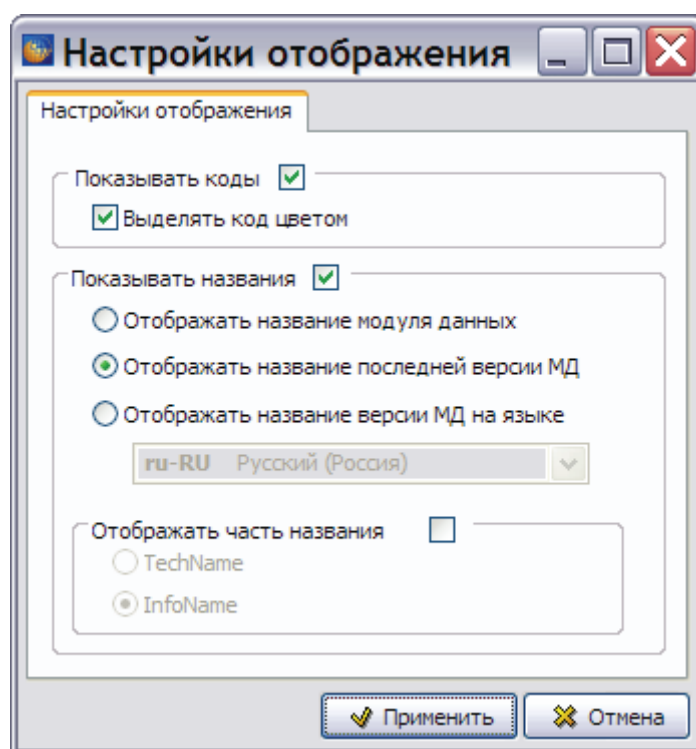 Настройки отображения
Настройки отображения
Показывать коды
Выделять код цветом
Показывать названия
Отображать название модуля данных
Отображать название последней версии МД
Отображать название версии МД на языке
ru-RU Русский (Россия)
Отображать часть названия
TechName
InfoName
Применить Отмена